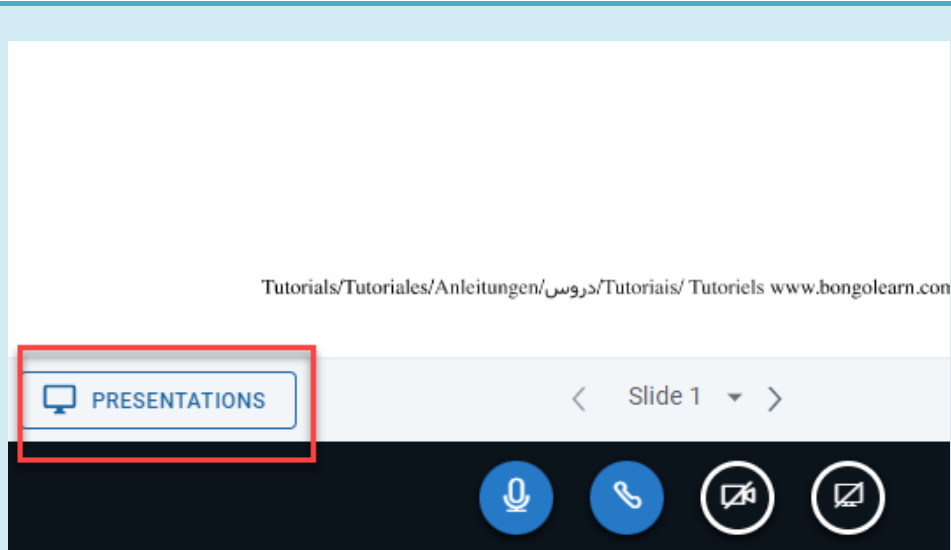 Tutorials/Tutoriales/Anleitungen/دروس/Tutoriais/ Tutoriels www.bongolearn.com
PRESENTATIONS
Slide 1